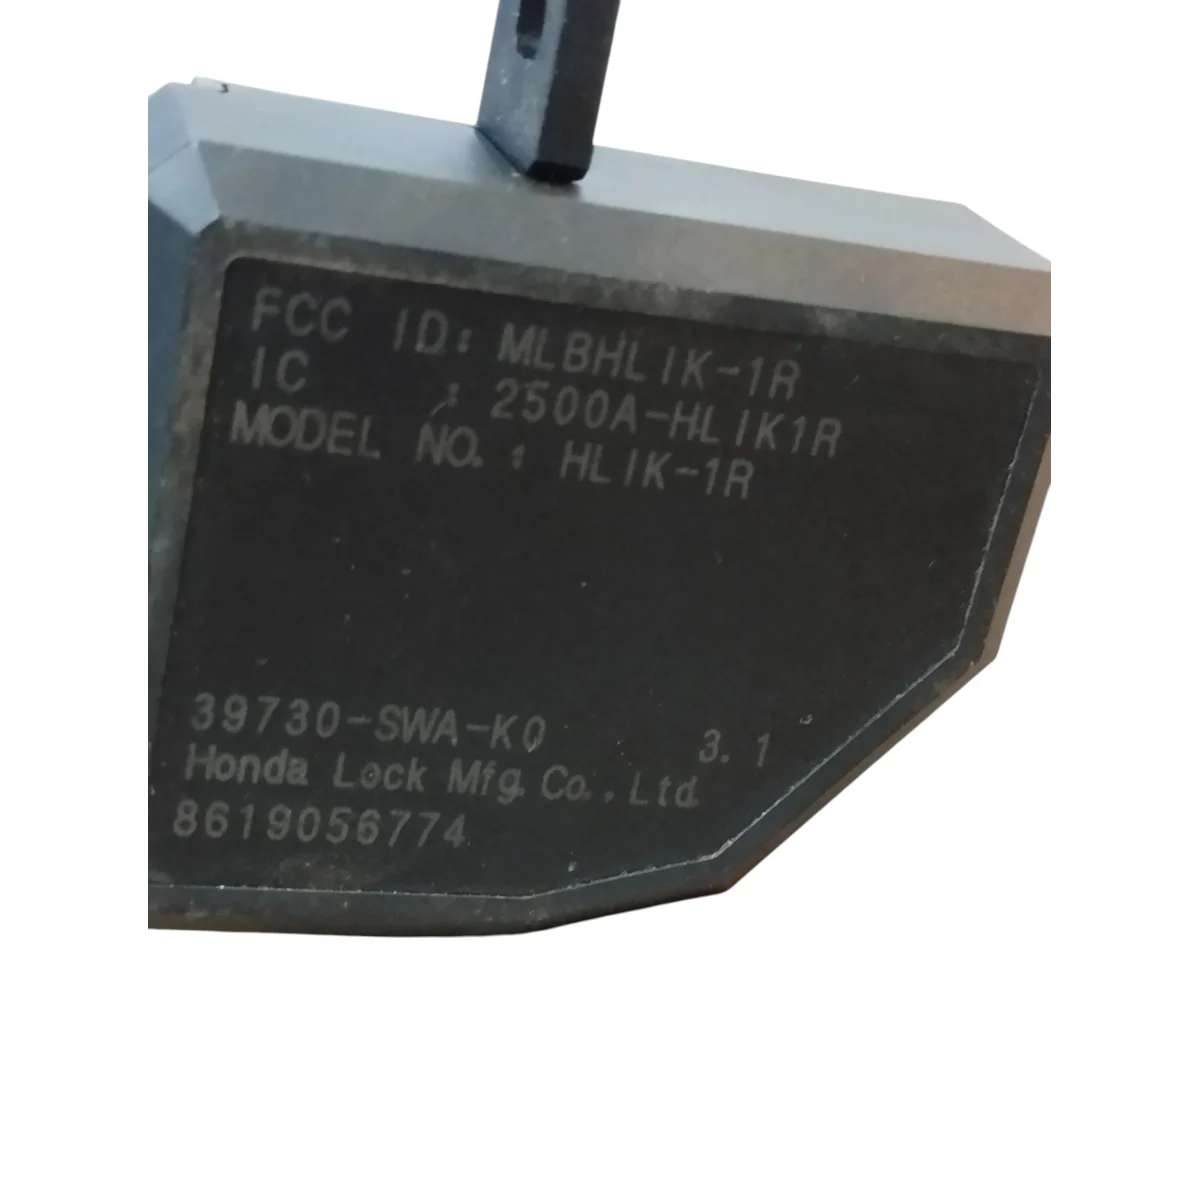 FCC ID: MLBHLIK-1R
IC : 2500A-HLIK1R
MODEL NO. : HLIK-1R
39730-SWA-K0
3.1
Honda Lock Mfg. Co., Ltd.
8619056774